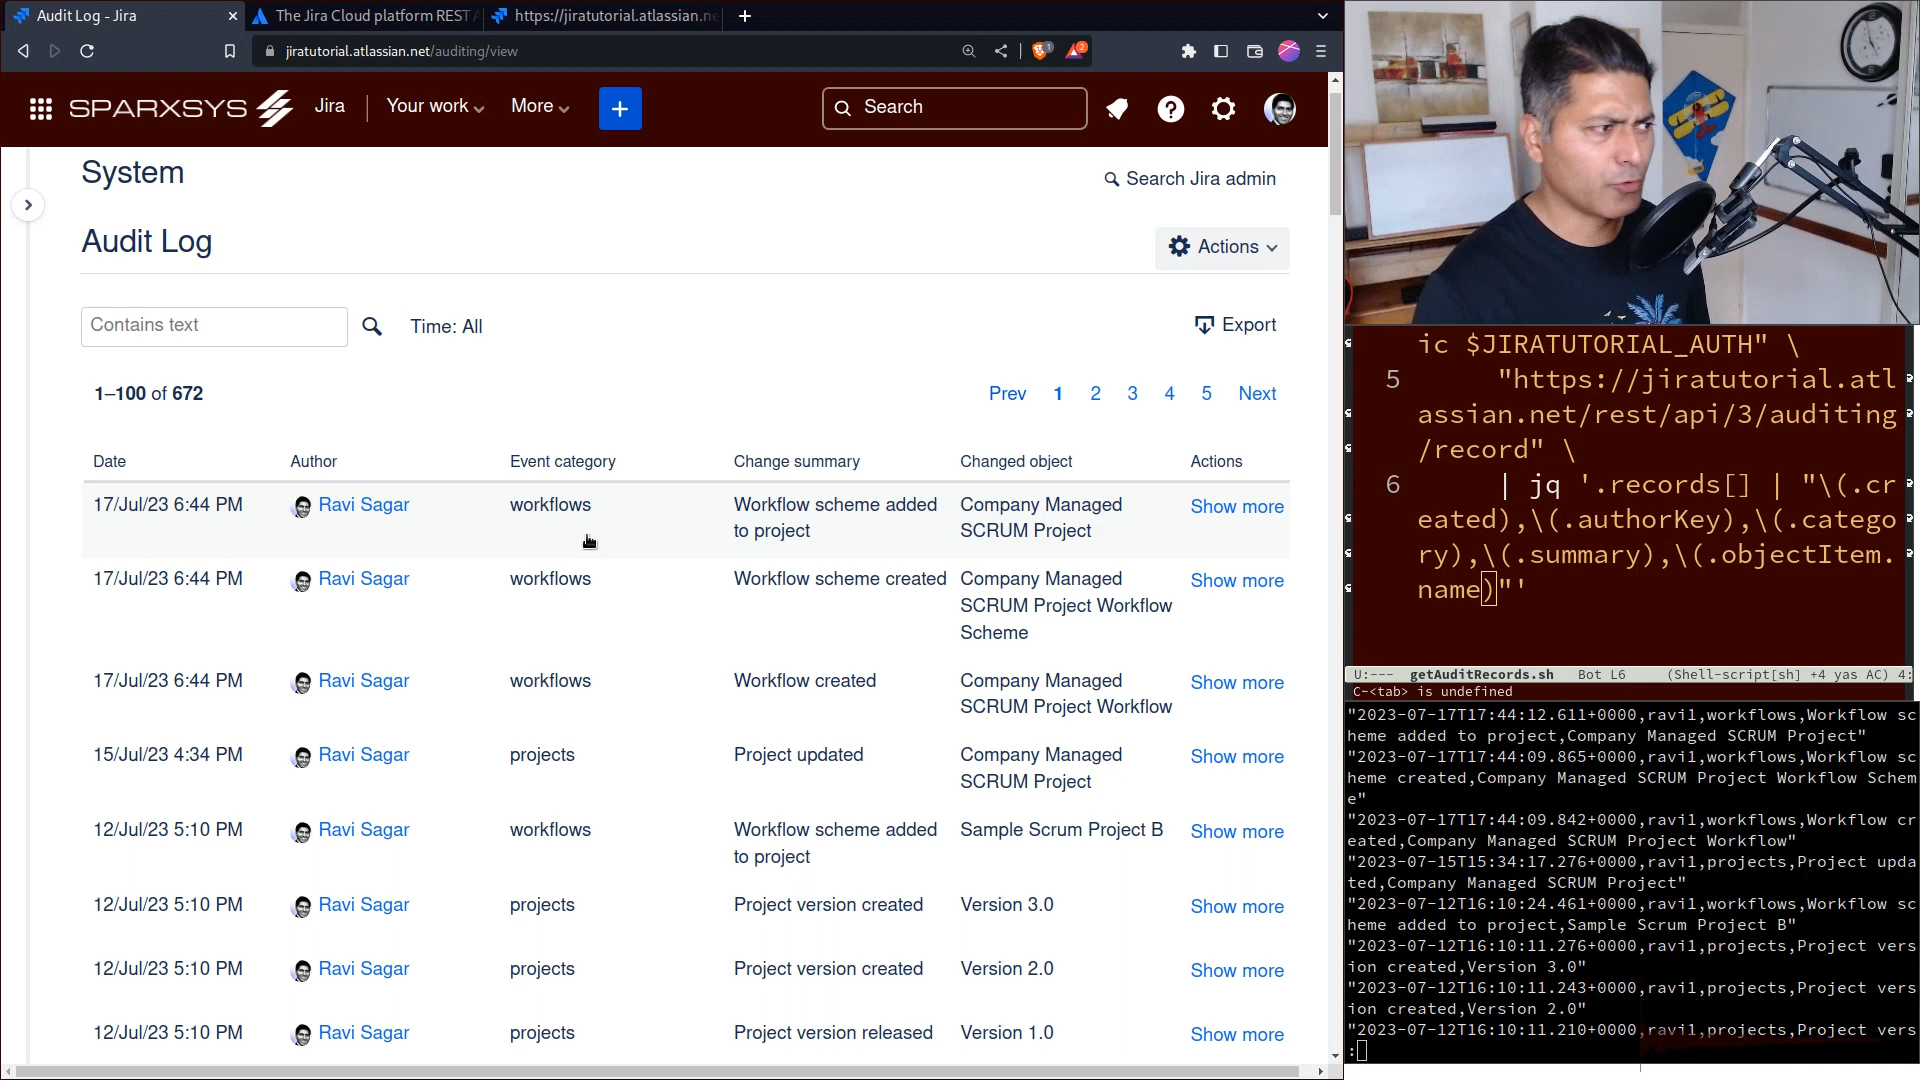 Audit Log - Jira
The Jira Cloud platform REST
https://jiratutorial.atlassian.ne
jiratutorial.atlassian.net/auditing/view
1
2
SPARXSYS
Jira
Your work
More
+
Search
System
Search Jira admin
Audit Log
Actions
Contains text
Time: All
Export
1–100 of 672
Prev 1 2 3 4 5 Next
Date Author Event category Change summary Changed object Actions
17/Jul/23 6:44 PM Ravi Sagar workflows Workflow scheme added Company Managed Show more
to project SCRUM Project
17/Jul/23 6:44 PM Ravi Sagar workflows Workflow scheme created Company Managed Show more
SCRUM Project Workflow
Scheme
17/Jul/23 6:44 PM Ravi Sagar workflows Workflow created Company Managed Show more
SCRUM Project Workflow
15/Jul/23 4:34 PM Ravi Sagar projects Project updated Company Managed Show more
SCRUM Project
12/Jul/23 5:10 PM Ravi Sagar workflows Workflow scheme added Sample Scrum Project B Show more
to project
12/Jul/23 5:10 PM Ravi Sagar projects Project version created Version 3.0 Show more
12/Jul/23 5:10 PM Ravi Sagar projects Project version created Version 2.0 Show more
12/Jul/23 5:10 PM Ravi Sagar projects Project version released Version 1.0 Show more
ic $JIRATUTORIAL_AUTH" \
5 "https://jiratutorial.atl
assian.net/rest/api/3/auditing
/record" \
6 | jq '.records[] | "\(.cr
eated),\(.authorKey),\(.catego
ry),\(.summary),\(.objectItem.
name)"'
U:--- getAuditRecords.sh Bot L6 (Shell-script[sh] +4 yas AC) 4:
C-<tab> is undefined
"2023-07-17T17:44:12.611+0000,ravi1,workflows,Workflow sc
heme added to project,Company Managed SCRUM Project"
"2023-07-17T17:44:09.865+0000,ravi1,workflows,Workflow sc
heme created,Company Managed SCRUM Project Workflow Schem
e"
"2023-07-17T17:44:09.842+0000,ravi1,workflows,Workflow cr
eated,Company Managed SCRUM Project Workflow"
"2023-07-15T15:34:17.276+0000,ravi1,projects,Project upda
ted,Company Managed SCRUM Project"
"2023-07-12T16:10:24.461+0000,ravi1,workflows,Workflow sc
heme added to project,Sample Scrum Project B"
"2023-07-12T16:10:11.276+0000,ravi1,projects,Project vers
ion created,Version 3.0"
"2023-07-12T16:10:11.243+0000,ravi1,projects,Project vers
ion created,Version 2.0"
"2023-07-12T16:10:11.210+0000,ravi1,projects,Project vers
: